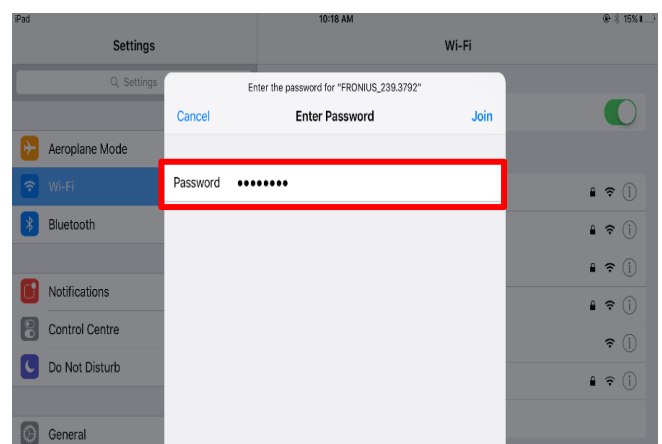 iPad 10:18 AM 15%
Settings Wi-Fi
Settings
Enter the password for "FRONIUS_239.3792"
Cancel Enter Password Join
Aeroplane Mode
Password ●●●●●●●●
Wi-Fi
Bluetooth
Notifications
Control Centre
Do Not Disturb
General